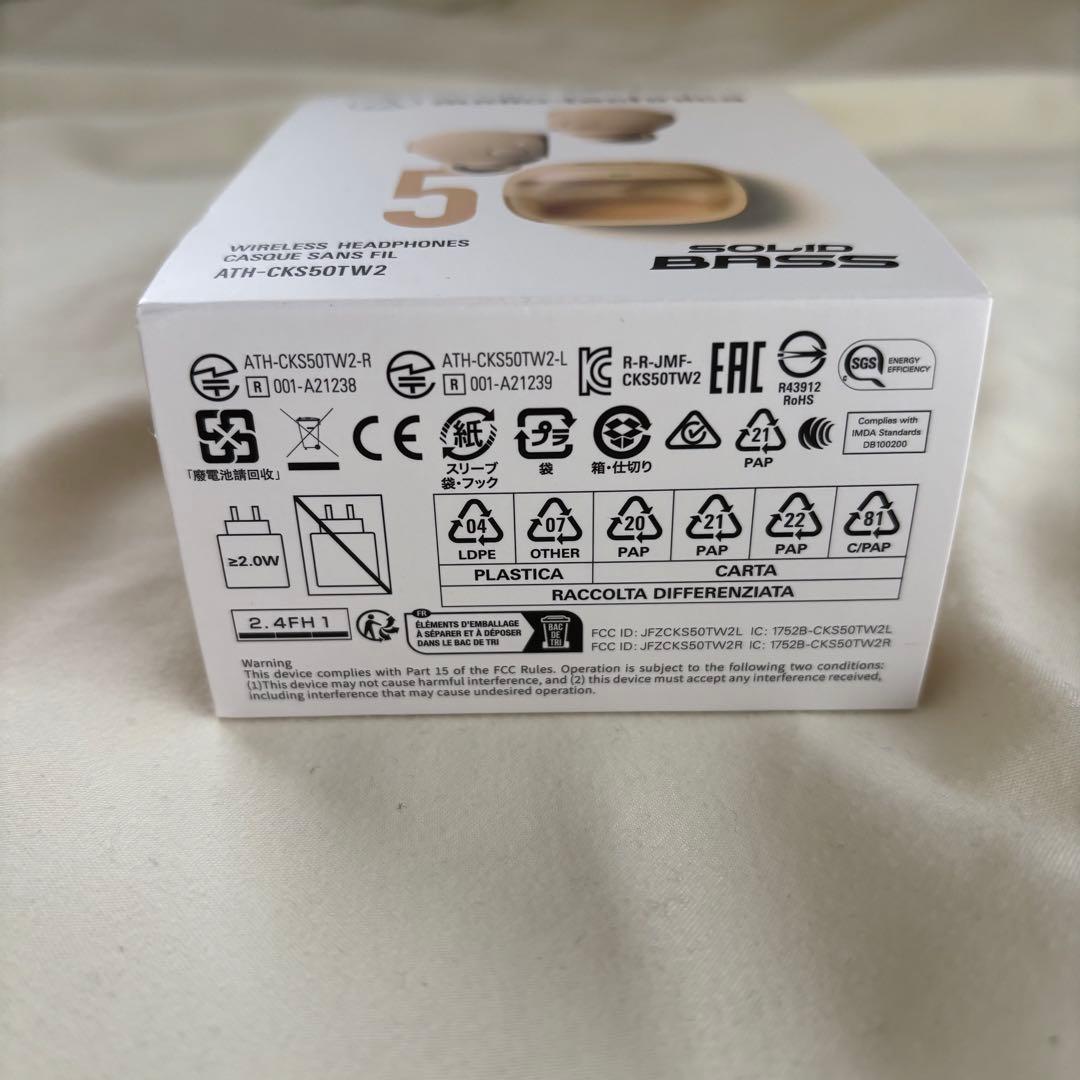 audio-technica
50
WIRELESS HEADPHONES
CASQUE SANS FIL
ATH-CKS50TW2
SOLID
BASS
ATH-CKS50TW2-R
R 001-A21238
ATH-CKS50TW2-L
R 001-A21239
R-R-JMF-
CKS50TW2
EAC
R43912
RoHS
SGS
ENERGY
EFFICIENCY
C
「廢電池請回收」
CE
紙
スリーブ
袋・フック
プラ
袋
箱・仕切り
21
PAP
Complies with
IMDA Standards
DB100200
≥2.0W
04
LDPE
07
OTHER
20
PAP
21
PAP
22
PAP
81
C/PAP
PLASTICA
CARTA
RACCOLTA DIFFERENZIATA
2.4FH1
FR
ÉLÉMENTS D'EMBALLAGE
À SÉPARER ET À DÉPOSER
DANS LE BAC DE TRI
BAC
DE
TRI
FCC ID: JFZCKS50TW2L IC: 1752B-CKS50TW2L
FCC ID: JFZCKS50TW2R IC: 1752B-CKS50TW2R
Warning
This device complies with Part 15 of the FCC Rules. Operation is subject to the following two conditions:
(1)This device may not cause harmful interference, and (2) this device must accept any interference received,
including interference that may cause undesired operation.